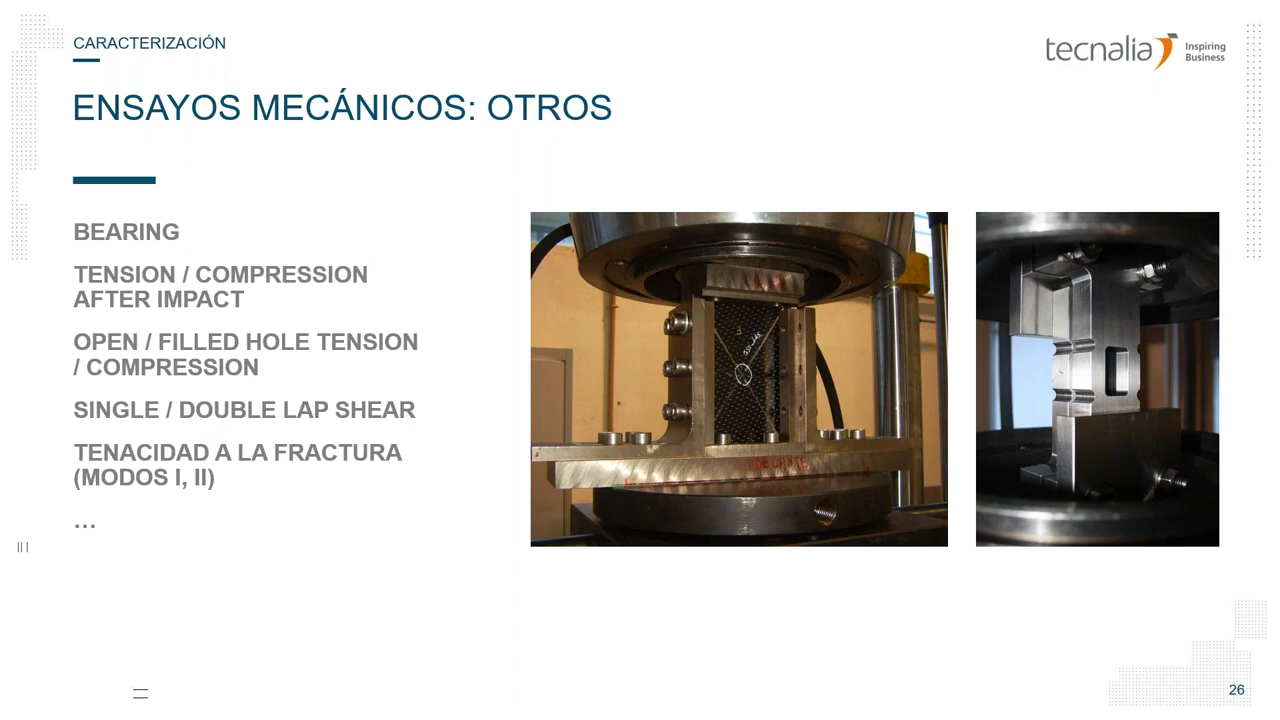 CARACTERIZACIÓN
tecnalia
Inspiring
Business
ENSAYOS MECÁNICOS: OTROS
BEARING
TENSION / COMPRESSION
AFTER IMPACT
OPEN / FILLED HOLE TENSION
/ COMPRESSION
SINGLE / DOUBLE LAP SHEAR
TENACIDAD A LA FRACTURA
(MODOS I, II)
...
26